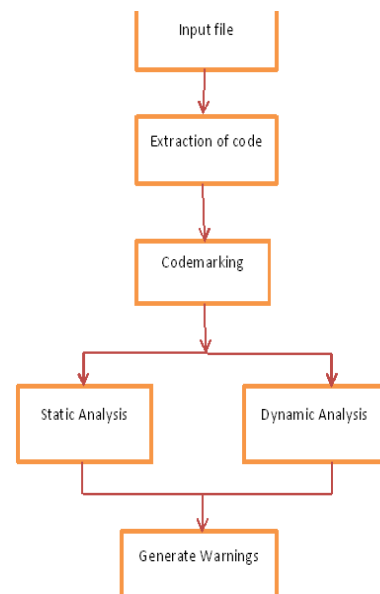 Input file
Extraction of code
Codemarking
Static Analysis
Dynamic Analysis
Generate Warnings